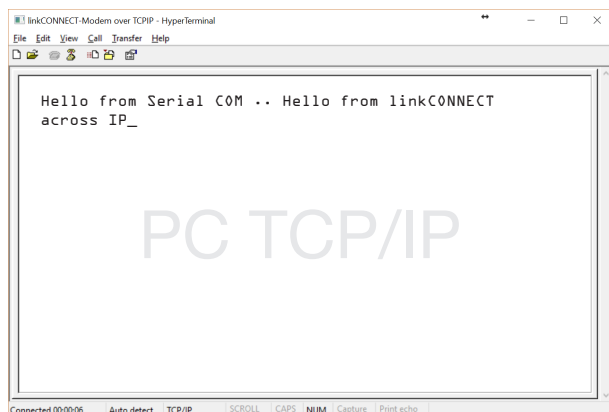 linkCONNECT-Modem over TCPIP - HyperTerminal
File Edit View Call Transfer Help
Hello from Serial COM .. Hello from linkCONNECT
across IP_
PC TCP/IP
Connected 00:00:06 Auto detect TCP/IP SCROLL CAPS NUM Capture Print echo